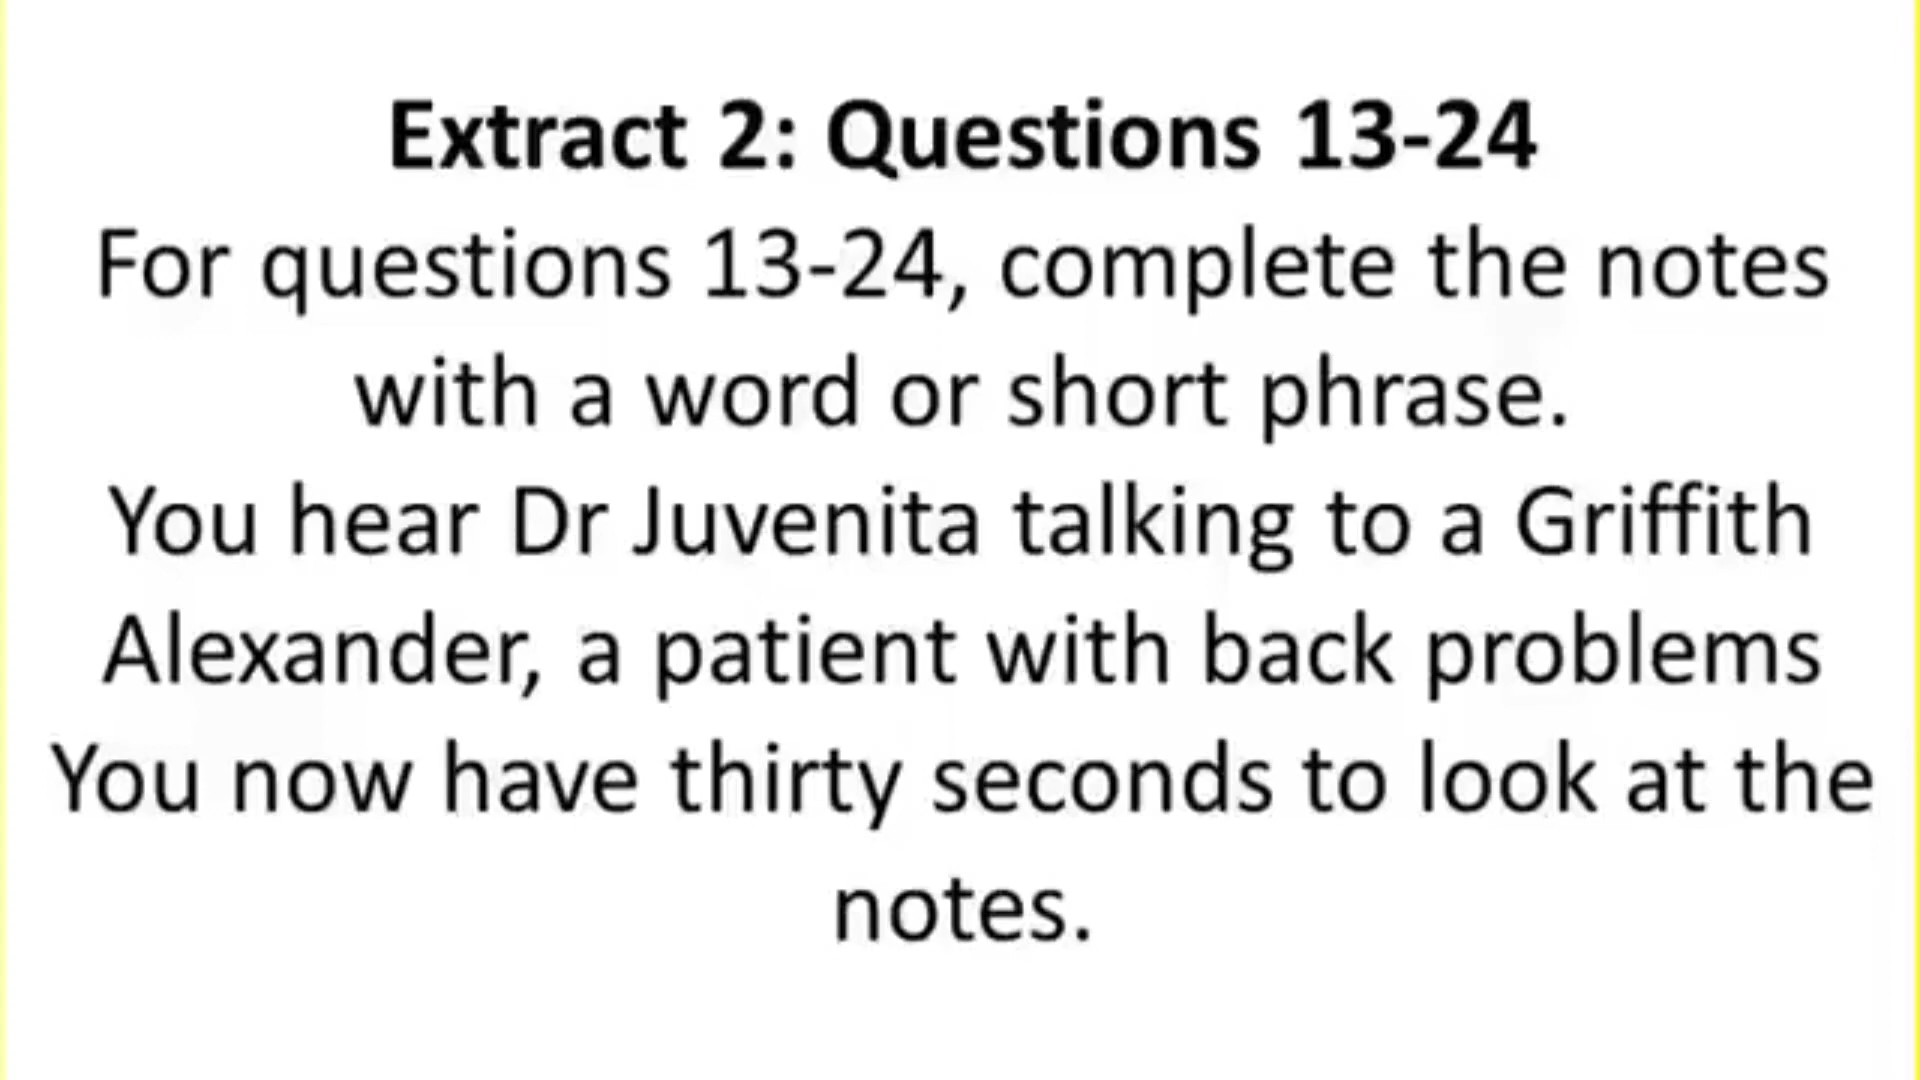 Extract 2: Questions 13-24
For questions 13-24, complete the notes
with a word or short phrase.
You hear Dr Juvenita talking to a Griffith
Alexander, a patient with back problems
You now have thirty seconds to look at the
notes.